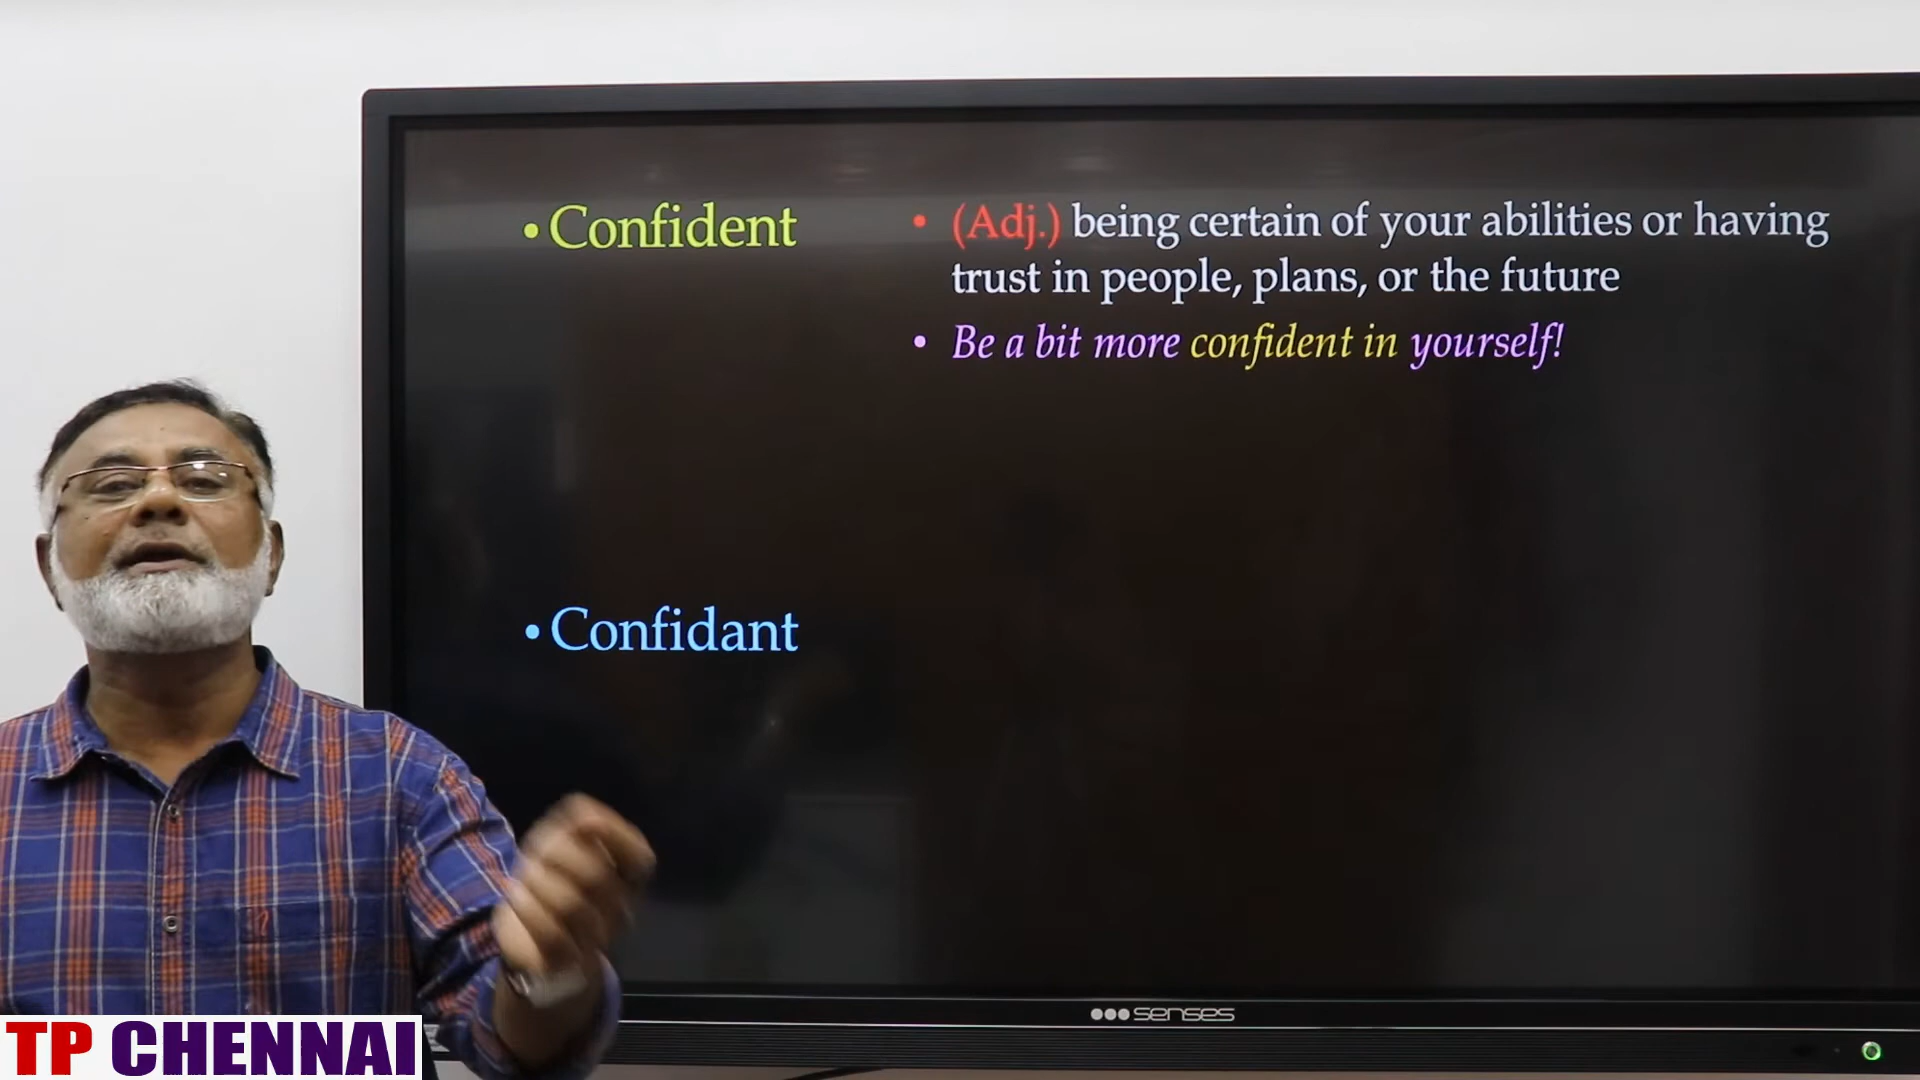 • Confident
• (Adj.) being certain of your abilities or having
trust in people, plans, or the future
• Be a bit more confident in yourself!
• Confidant
senses
TP CHENNAI